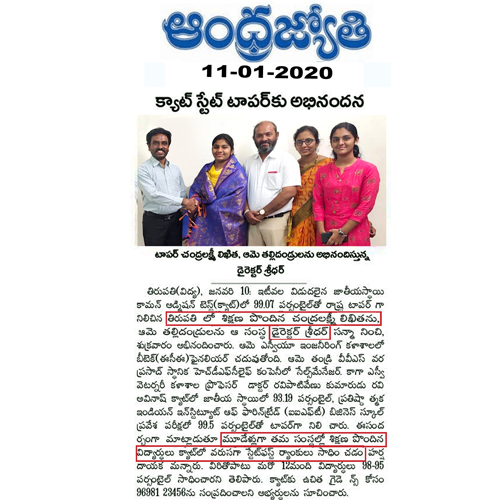 ఆంధ్రజ్యోతి
11-01-2020
క్యాట్ స్టేట్ టాపర్‌కు అభినందన
టాపర్ చంద్రలక్ష్మీ లిఖిత, ఆమె తల్లిదండ్రులను అభినందిస్తున్న
డైరెక్టర్ శ్రీధర్
తిరుపతి(విద్య), జనవరి 10: ఇటీవల విడుదలైన జాతీయస్థాయి
కామన్ అడ్మిషన్ టెస్ట్(క్యాట్)లో 99.07 పర్సంటైల్‌తో రాష్ట్ర టాపర్ గా
నిలిచిన తిరుపతి లో శిక్షణ పొందిన చంద్రలక్ష్మీ లిఖితను,
ఆమె తల్లిదండ్రులను ఆ సంస్థ డైరెక్టర్ శ్రీధర్ సన్మా నించి,
శుక్రవారం అభినందించారు. ఆమె ఎస్వీయూ ఇంజనీరింగ్ కళాశాలలో
బీటెక్(ఈసీఈ)ఫైనలియర్ చదువుతోంది. ఆమె తండ్రి వీవీఎస్ వర
ప్రసాద్ స్థానిక హెచ్‌డీఎఫ్‌సీలైఫ్ కంపెనీలో సేల్స్‌మేనేజర్. కాగా ఎస్వీ
వెటర్నరీ కళాశాల ప్రొఫెసర్ డాక్టర్ రవిపాటివేణు కుమారుడు రవి
అవినాష్ క్యాట్‌లో జాతీయ స్థాయిలో 93.19 పర్సంటైల్, ప్రతిష్ఠా త్మక
ఇండియన్ ఇన్‌స్టిట్యూట్ ఆఫ్ ఫారిన్‌ట్రేడ్ (ఐఐఎఫ్‌టీ) బిజినెస్ స్కూల్
ప్రవేశ పరీక్షలో 99.5 పర్సంటైల్‌తో టాపర్‌గా నిలి చారు. ఈసంద
ర్భంగా మాట్లాడుతూ మూడేళ్లుగా తమ సంస్థల్లో శిక్షణ పొందిన
విద్యార్థులు క్యాట్‌లో వరుసగా స్టేట్‌ఫస్ట్ ర్యాంకులు సాధిం చడం హర్ష
దాయక మన్నారు. వీరితోపాటు మరో 12మంది విద్యార్థులు 98-95
పర్సంటైల్ సాధించారని తెలిపారు. క్యాట్‌కు ఉచిత గైడె న్స్ కోసం
96981 23456ను సంప్రదించాలని అభ్యర్థులను సూచించారు.